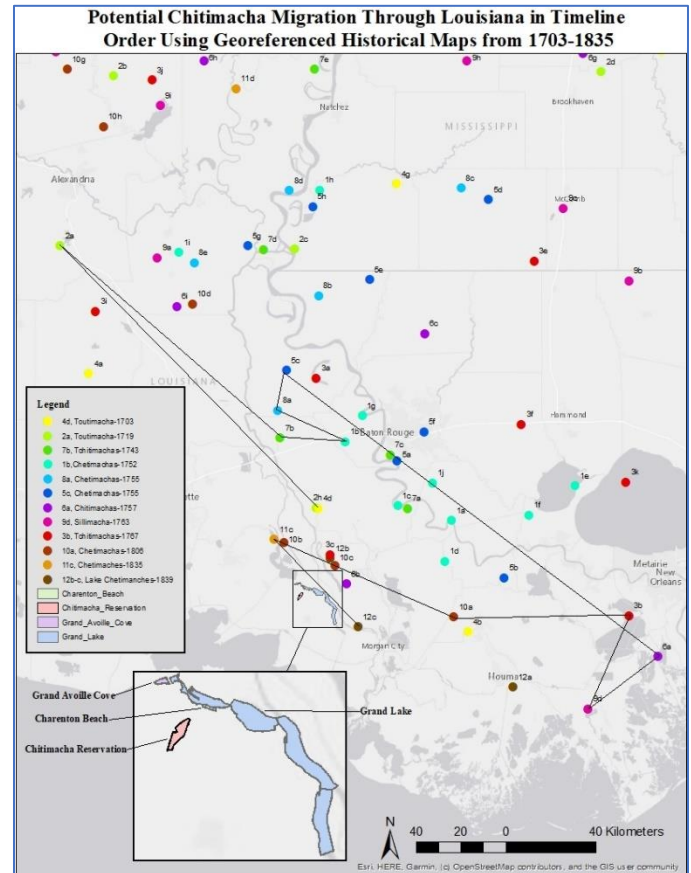 Potential Chitimacha Migration Through Louisiana in Timeline
Order Using Georeferenced Historical Maps from 1703-1835
10g
2b
3j
6h
7e
9h
6g
2d
11d
9i
Natchez
Brookhaven
10h
MISSISSIPPI
Alexandria
8d
1h
4g
8c
5d
5h
9c
2a
1i
9a
8e
5g
7d
2c
3e
5e
9b
8b
6i
10d
3i
6c
4a
LOUISIANA
5c
3a
8a
1g
7b
1b
Baton Rouge
5f
3f
Hammond
7c
5a
1j
1e
3k
2h
4d
1c
7a
1a
1f
11c
10b
3c
12b
10c
1d
6b
5b
Metairie
New
Orleans
12c
10a
4b
3b
Morgan City
6a
Houma
12a
9d
Legend
4d, Toutimacha-1703
2a, Toutimacha-1719
7b, Tchitimacha-1743
1b,Chetimachas-1752
8a, Chetimachas-1755
5c, Chetimachas-1755
6a, Chitimachas-1757
9d, Sillimacha-1763
3b, Tchitimacha-1767
10a, Chetimachas-1806
11c, Chetimaches-1835
12b-c, Lake Chetimanches-1839
Charenton_Beach
Chitimacha_Reservation
Grand_Avoille_Cove
Grand_Lake
Grand Avoille Cove
Charenton Beach
Chitimacha Reservation
Grand Lake
N
40 20 0 40 Kilometers
Esri, HERE, Garmin, (c) OpenStreetMap contributors, and the GIS user community